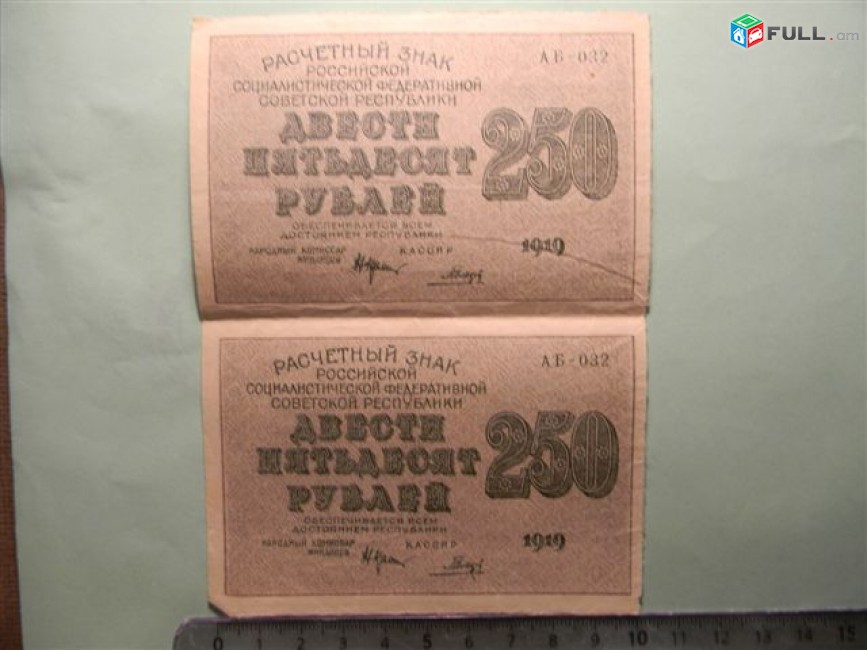 FULL.am
РАСЧЕТНЫЙ ЗНАК
АБ-032
РОССИЙСКОЙ
СОЦИАЛИСТИЧЕСКОЙ ФЕДЕРАТИВНОЙ
СОВЕТСКОЙ РЕСПУБЛИКИ
ДВЕСТИ
ПЯТЬДЕСЯТ
РУБЛЕЙ
250
ОБЕСПЕЧИВАЕТСЯ ВСЕМ
ДОСТОЯНИЕМ РЕСПУБЛИКИ
НАРОДНЫЙ КОМИССАР
ФИНАНСОВ
КАССИР
1919
РАСЧЕТНЫЙ ЗНАК
АБ-032
РОССИЙСКОЙ
СОЦИАЛИСТИЧЕСКОЙ ФЕДЕРАТИВНОЙ
СОВЕТСКОЙ РЕСПУБЛИКИ
ДВЕСТИ
ПЯТЬДЕСЯТ
РУБЛЕЙ
250
ОБЕСПЕЧИВАЕТСЯ ВСЕМ
ДОСТОЯНИЕМ РЕСПУБЛИКИ
НАРОДНЫЙ КОМИССАР
ФИНАНСОВ
КАССИР
1919
0 1 2 3 4 5 6 7 8 9 10 11 12 13 14 15